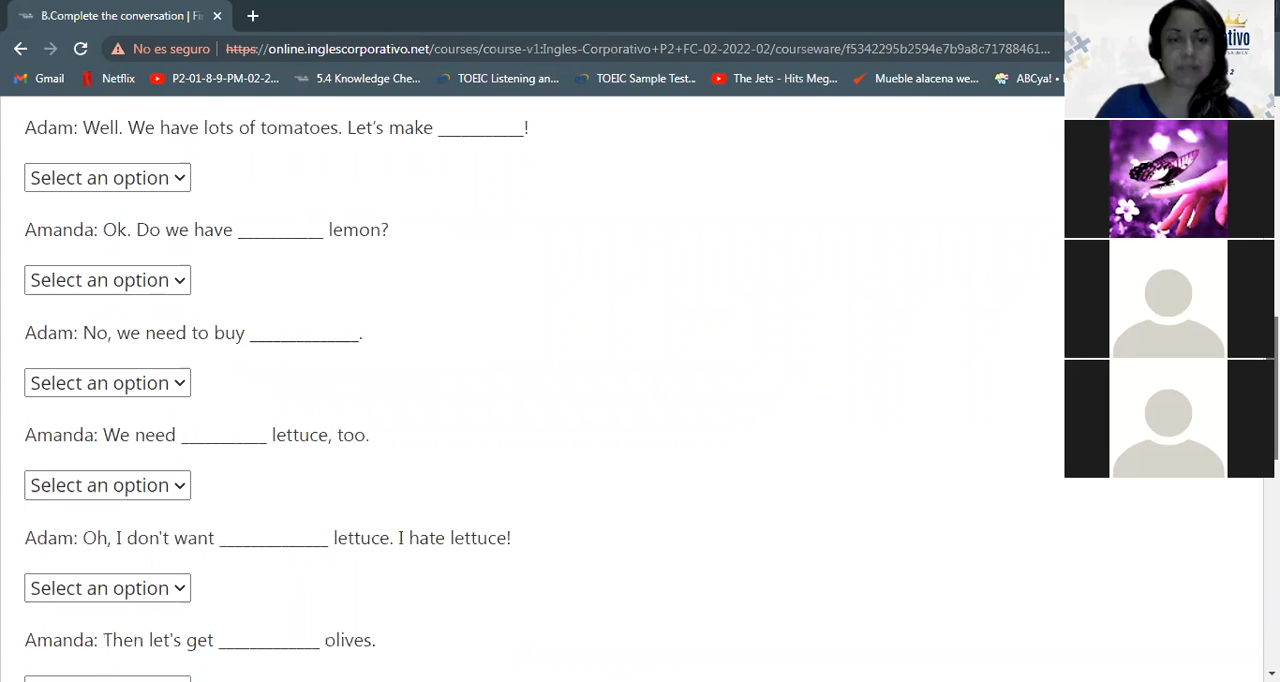 B.Complete the conversation | Fi
No es seguro | https://online.inglescorporativo.net/courses/course-v1:Ingles-Corporativo+P2+FC-02-2022-02/courseware/f5342295b2594e7b9a8c71788461...
Gmail Netflix P2-01-8-9-PM-02-2... 5.4 Knowledge Che... TOEIC Listening an... TOEIC Sample Test... The Jets - Hits Meg... Mueble alacena we... ABCya! •
tivo
Adam: Well. We have lots of tomatoes. Let’s make ___________!
Select an option
Amanda: Ok. Do we have ___________ lemon?
Select an option
Adam: No, we need to buy ______________.
Select an option
Amanda: We need ___________ lettuce, too.
Select an option
Adam: Oh, I don't want ______________ lettuce. I hate lettuce!
Select an option
Amanda: Then let's get _____________ olives.